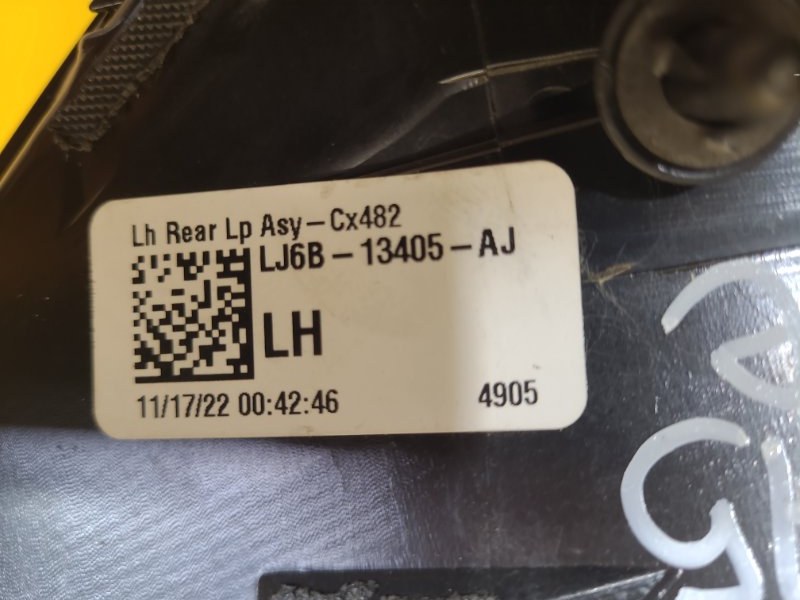 Lh Rear Lp Asy-Cx482
LJ6B-13405-AJ
LH
11/17/22 00:42:46 4905